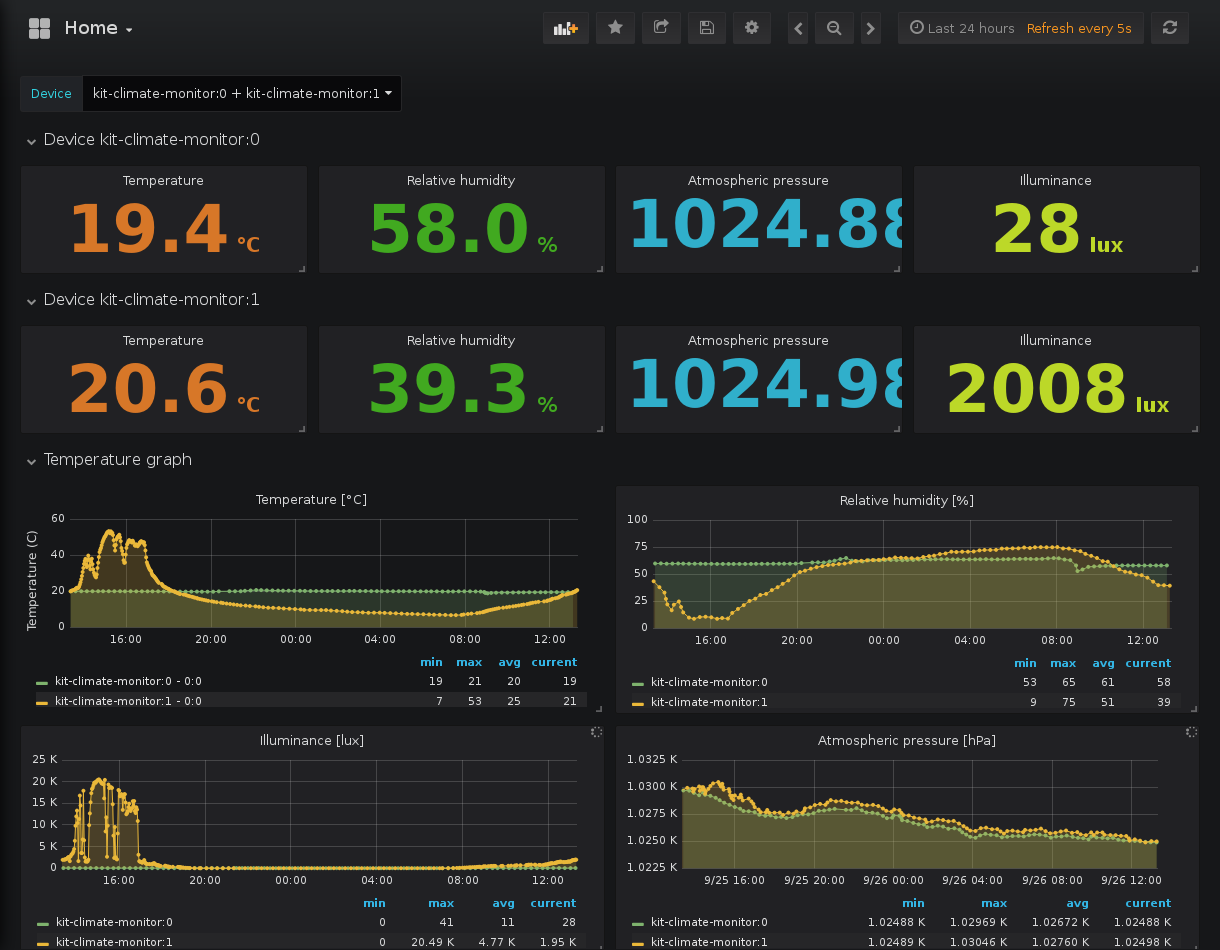 Home
Last 24 hours Refresh every 5s
Device kit-climate-monitor:0 + kit-climate-monitor:1
Device kit-climate-monitor:0
Temperature Relative humidity Atmospheric pressure Illuminance
19.4 °C 58.0 % 1024.88 28 lux
Device kit-climate-monitor:1
Temperature Relative humidity Atmospheric pressure Illuminance
20.6 °C 39.3 % 1024.98 2008 lux
Temperature graph
Temperature [°C]
Temperature (C)
60
40
20
0
16:00 20:00 00:00 04:00 08:00 12:00
min max avg current
kit-climate-monitor:0 - 0:0 19 21 20 19
kit-climate-monitor:1 - 0:0 7 53 25 21
Relative humidity [%]
100
75
50
25
0
16:00 20:00 00:00 04:00 08:00 12:00
min max avg current
kit-climate-monitor:0 53 65 61 58
kit-climate-monitor:1 9 75 51 39
Illuminance [lux]
25 K
20 K
15 K
10 K
5 K
0
16:00 20:00 00:00 04:00 08:00 12:00
min max avg current
kit-climate-monitor:0 0 41 11 28
kit-climate-monitor:1 0 20.49 K 4.77 K 1.95 K
Atmospheric pressure [hPa]
1.0325 K
1.0300 K
1.0275 K
1.0250 K
1.0225 K
9/25 16:00 9/25 20:00 9/26 00:00 9/26 04:00 9/26 08:00 9/26 12:00
min max avg current
kit-climate-monitor:0 1.02488 K 1.02969 K 1.02672 K 1.02488 K
kit-climate-monitor:1 1.02489 K 1.03046 K 1.02760 K 1.02498 K